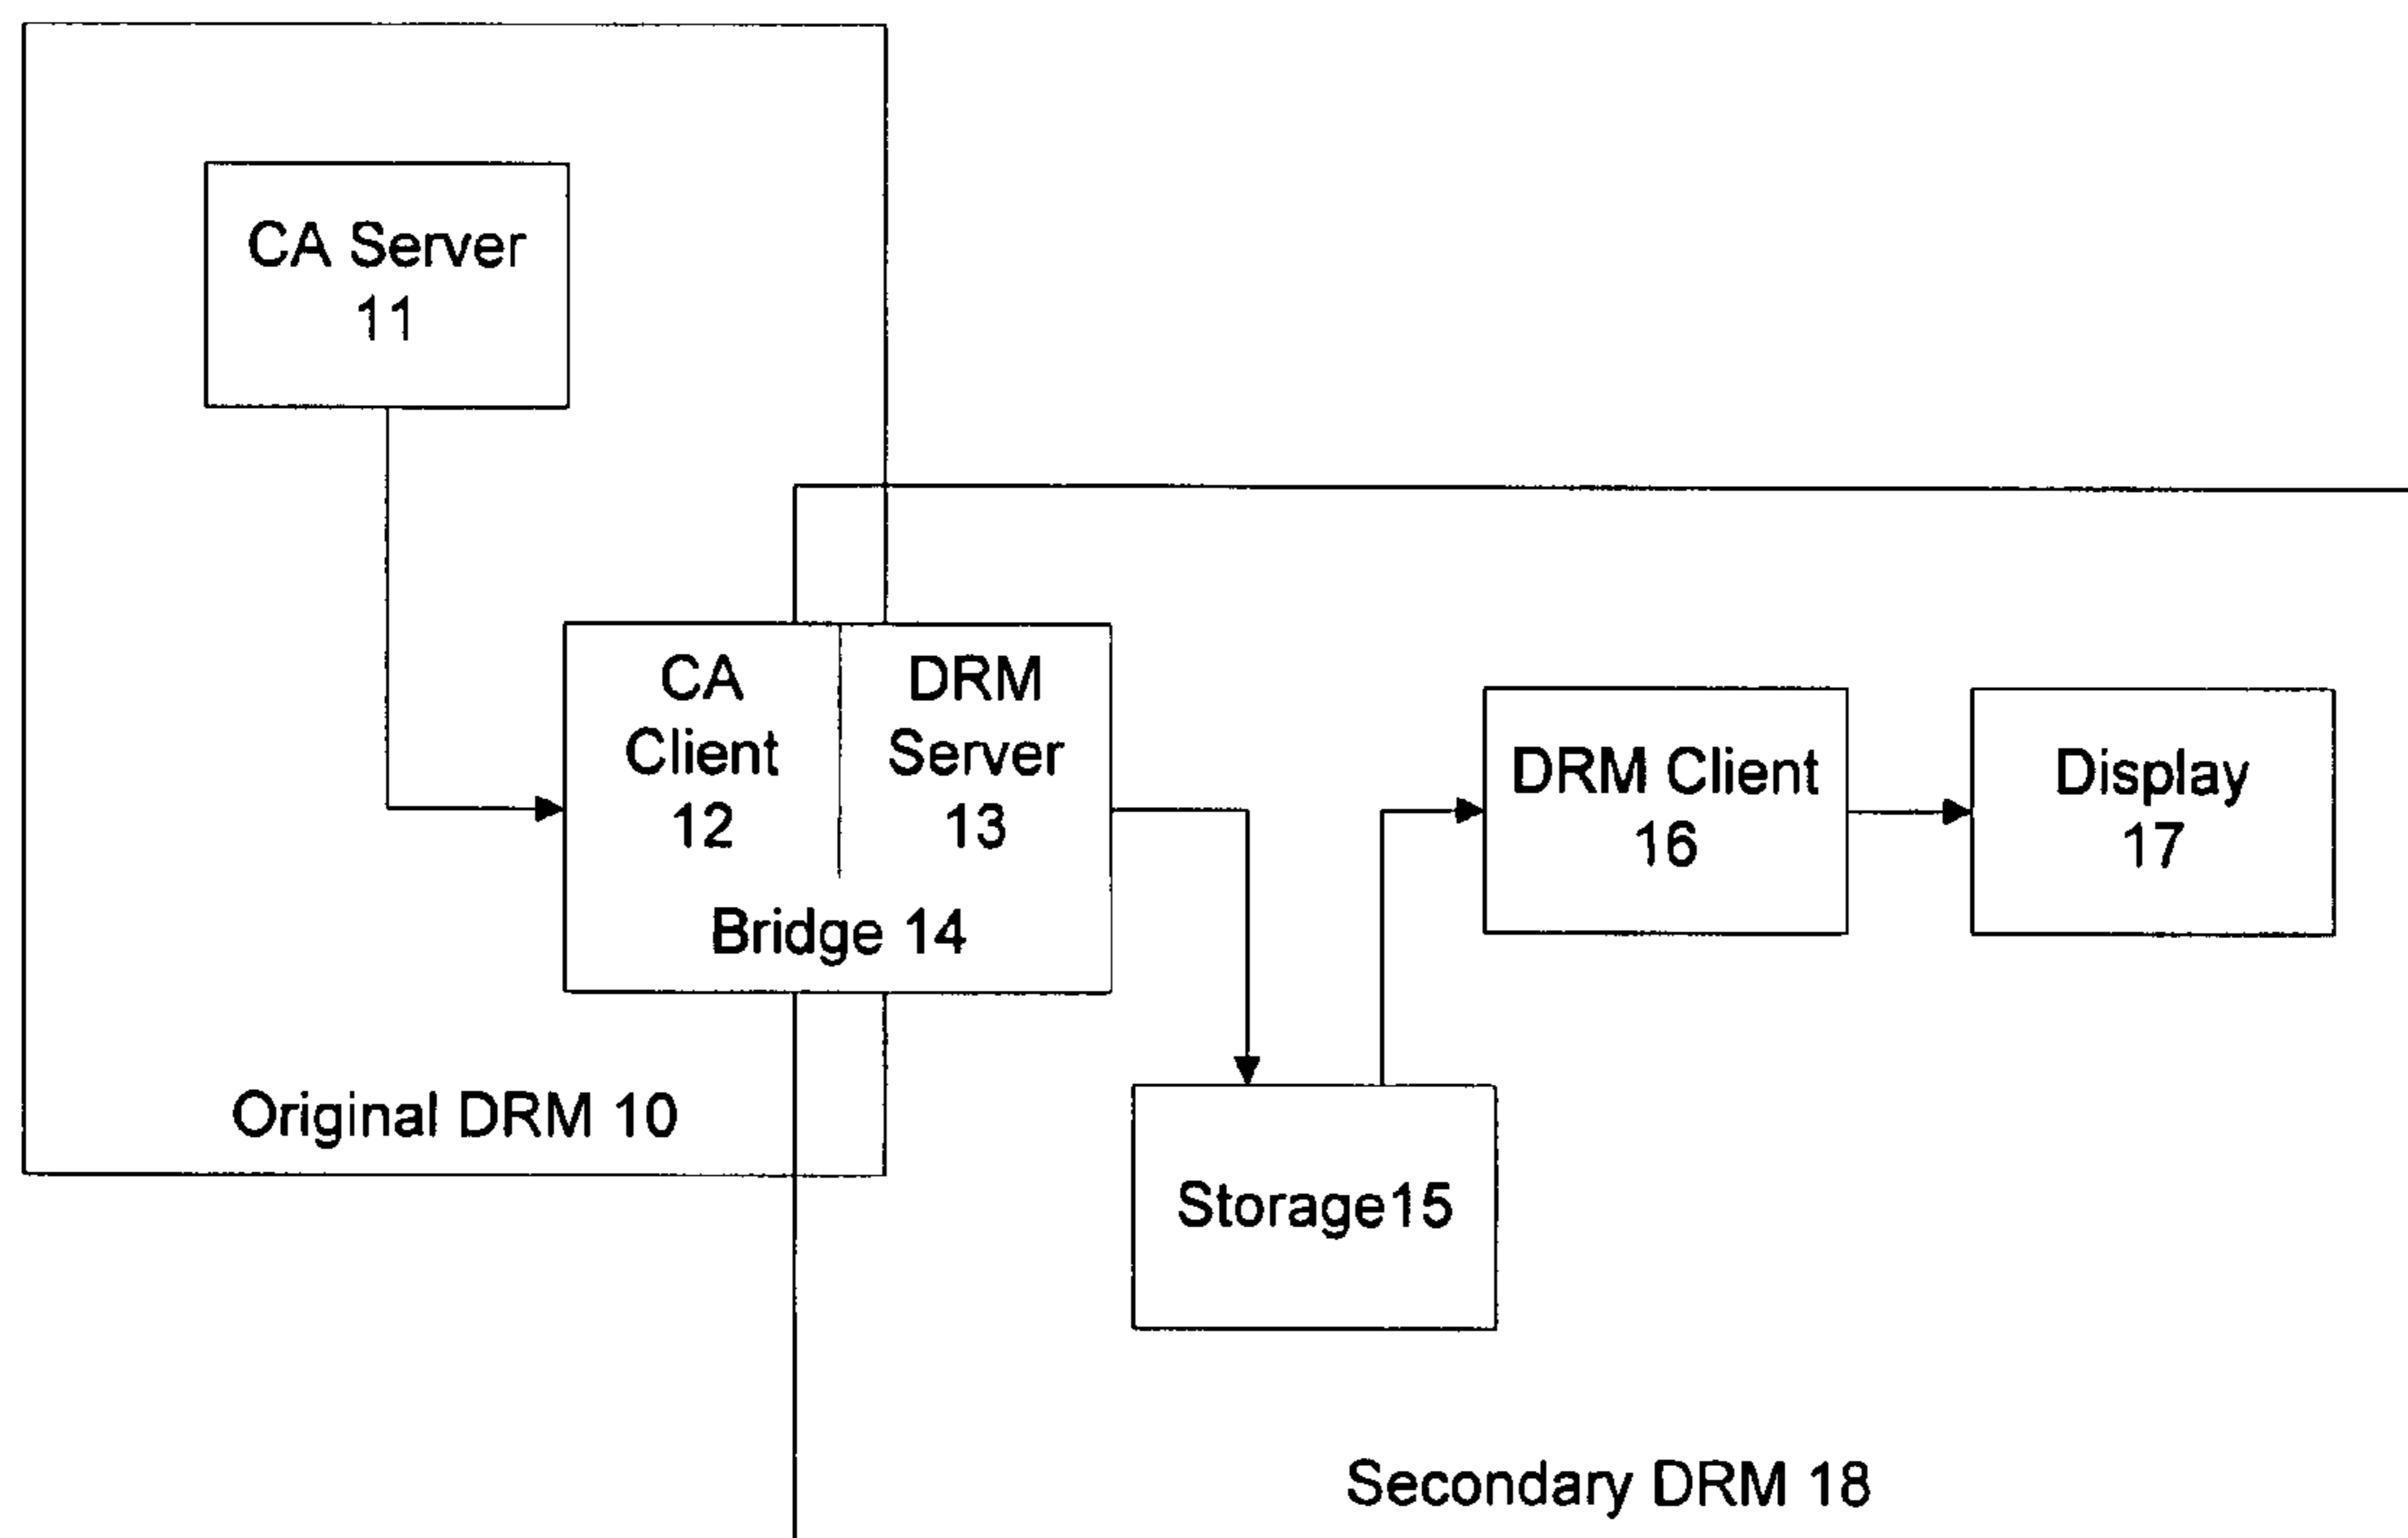 CA Server
11
CA
Client
12
DRM
Server
13
Bridge 14
DRM Client
16
Display
17
Original DRM 10
Storage15
Secondary DRM 18